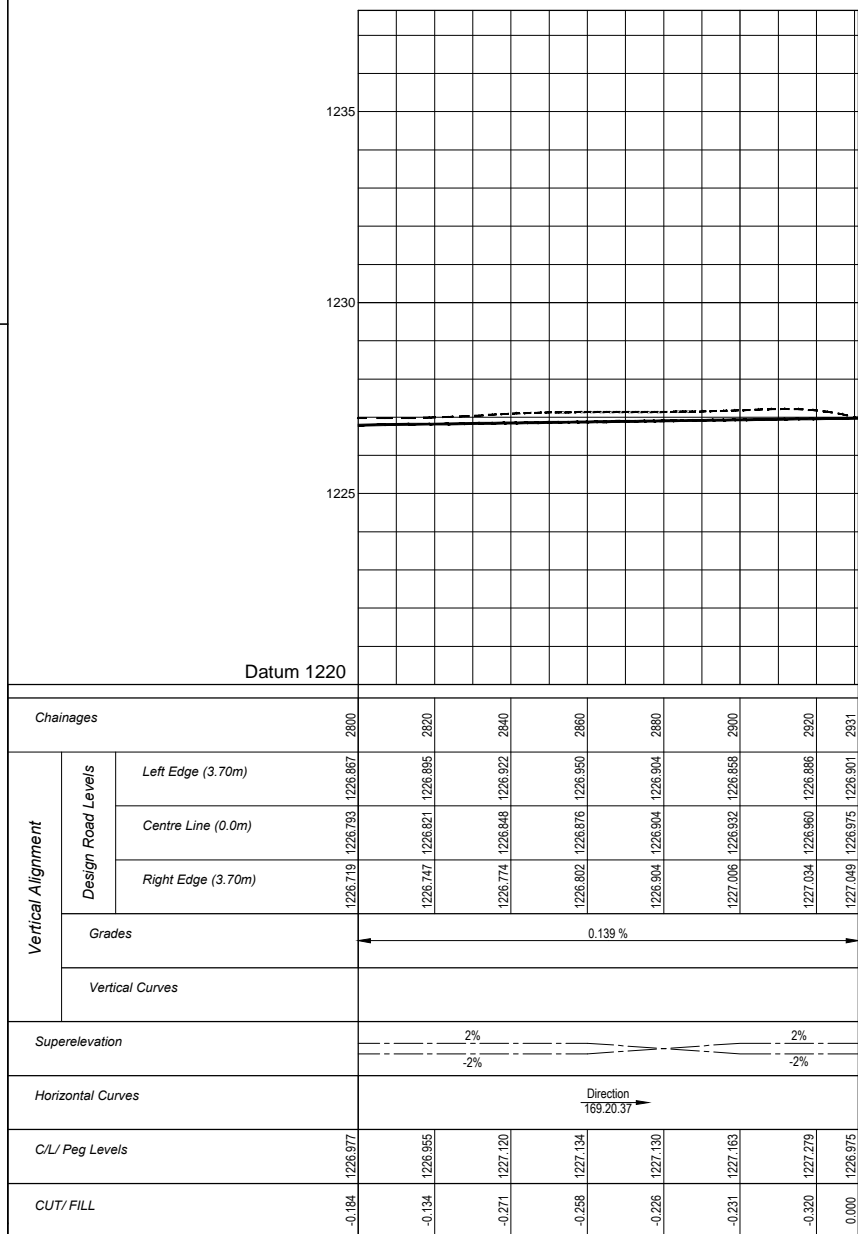 1235
1230
1225
Datum 1220
Chainages 2800 2820 2840 2860 2880 2900 2920 2931
Vertical Alignment
Design Road Levels
Left Edge (3.70m) 1226.867 1226.895 1226.922 1226.950 1226.904 1226.858 1226.886 1226.901
Centre Line (0.0m) 1226.793 1226.821 1226.848 1226.876 1226.904 1226.932 1226.960 1226.975
Right Edge (3.70m) 1226.719 1226.747 1226.774 1226.802 1226.904 1227.006 1227.034 1227.049
Grades 0.139 %
Vertical Curves
Superelevation 2% 2%
-2% -2%
Horizontal Curves Direction
169.20.37
C/L/ Peg Levels 1226.977 1226.955 1227.120 1227.134 1227.130 1227.163 1227.279 1226.975
CUT/ FILL -0.184 -0.134 -0.271 -0.258 -0.226 -0.231 -0.320 0.000